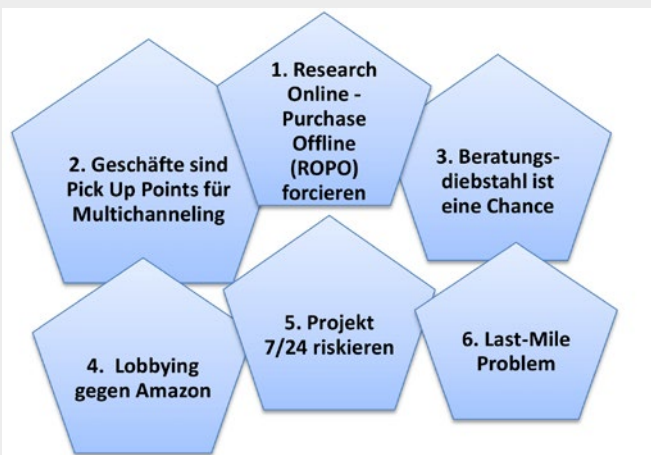 1. Research
Online -
Purchase
Offline
(ROPO)
forcieren
2. Geschäfte sind
Pick Up Points für
Multichanneling
3. Beratungs-
diebstahl ist
eine Chance
4.  Lobbying
gegen Amazon
5. Projekt
7/24 riskieren
6. Last-Mile
Problem